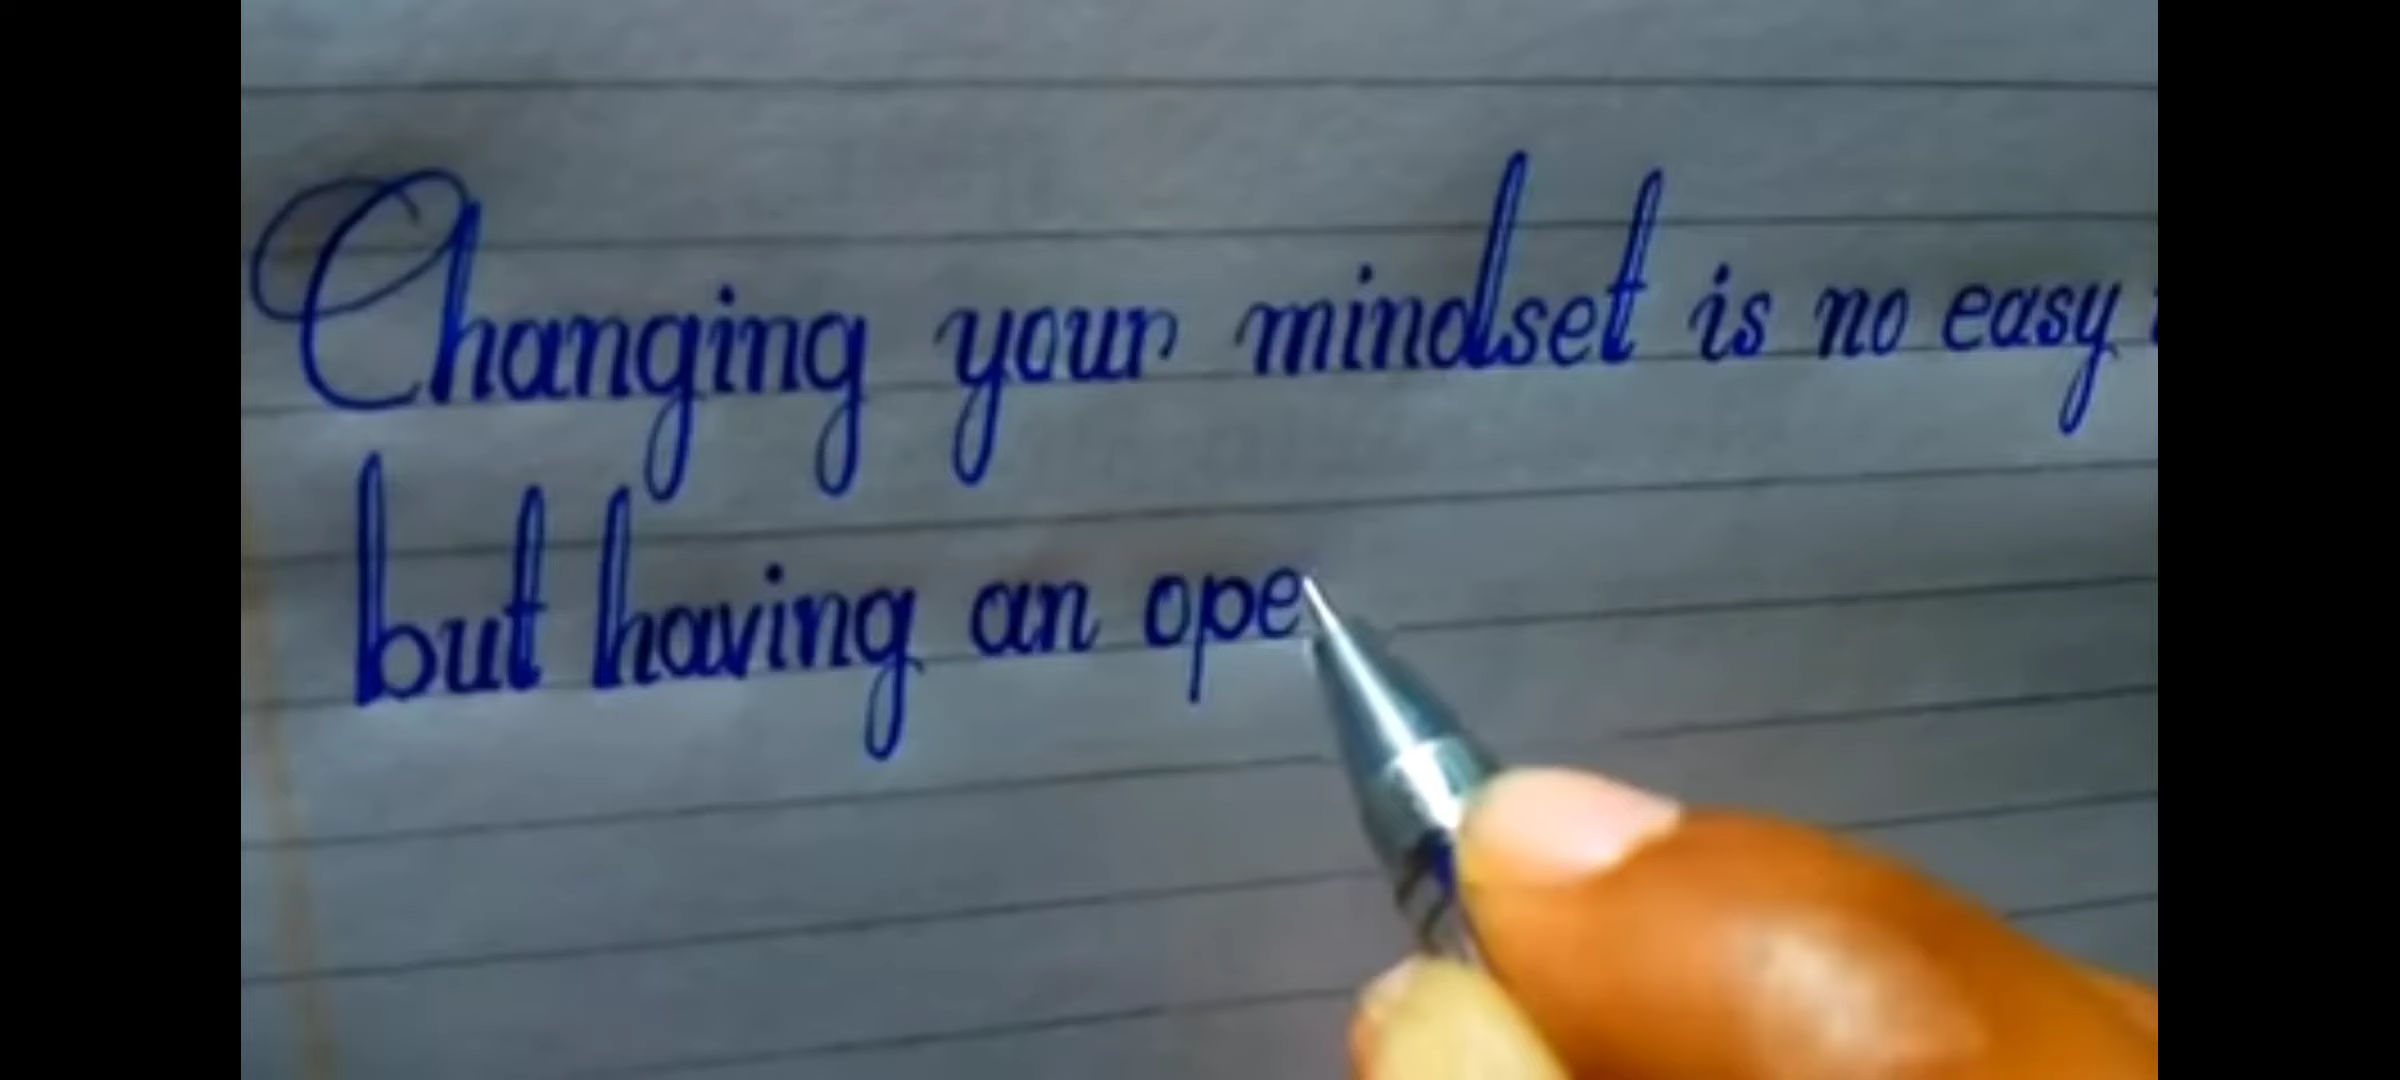 Changing your mindset is no easy
but having an ope